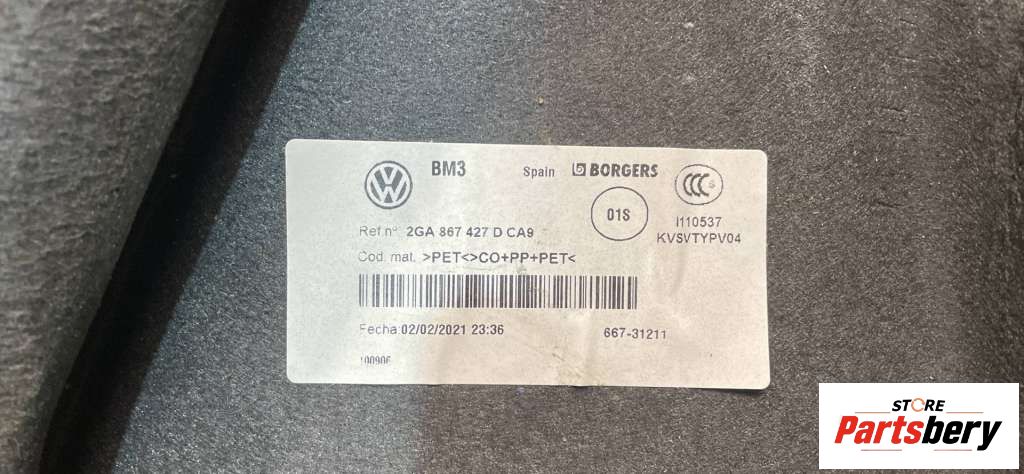 BM3 Spain BORGERS
01S
I110537
Ref nº. 2GA 867 427 D CA9
KVSVTYPV04
Cod. mat. >PET<>CO+PP+PET<
Fecha:02/02/2021 23:36 667-31211
100906
STORE
Partsbery